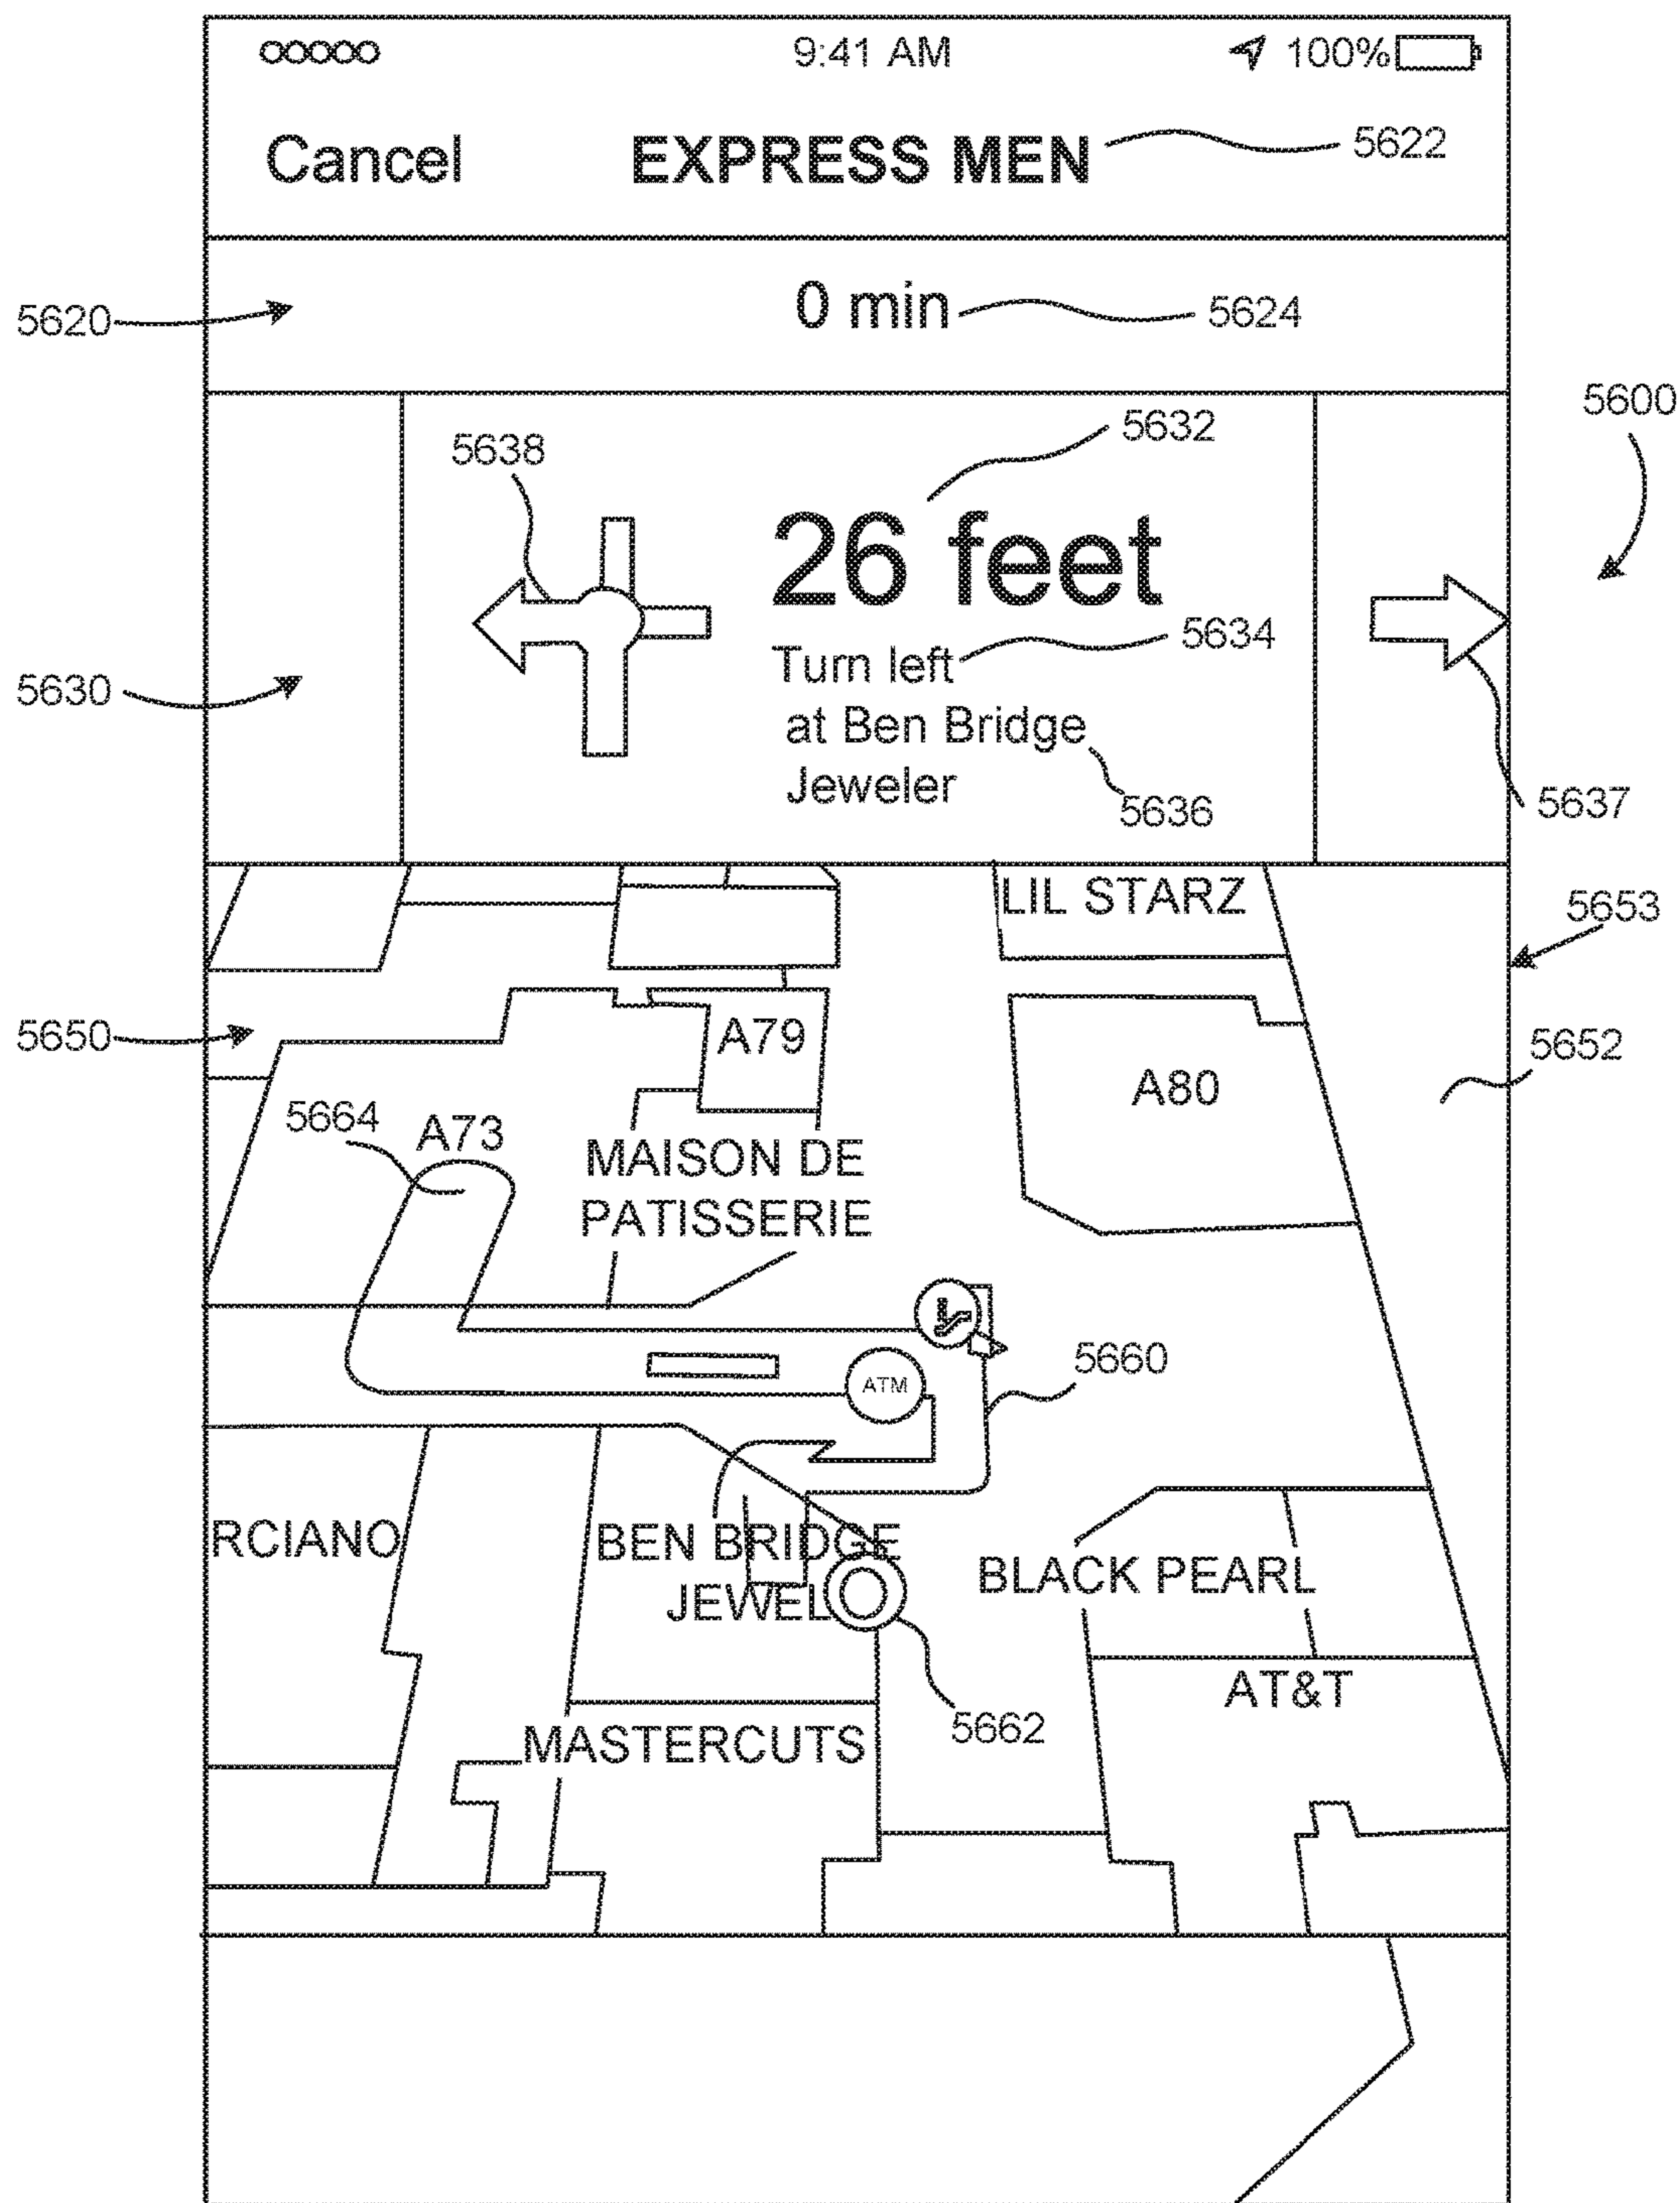 9:41 AM 100%
Cancel EXPRESS MEN 5622
5620 0 min 5624
5600
5632
5638
26 feet
5634
Turn left
5630
at Ben Bridge
Jeweler
5636
5637
LIL STARZ
5653
5650
A79
5652
A80
5664
A73
MAISON DE
PATISSERIE
5660
ATM
RCIANO
BEN BRIDGE
JEWEL
BLACK PEARL
AT&T
5662
MASTERCUTS